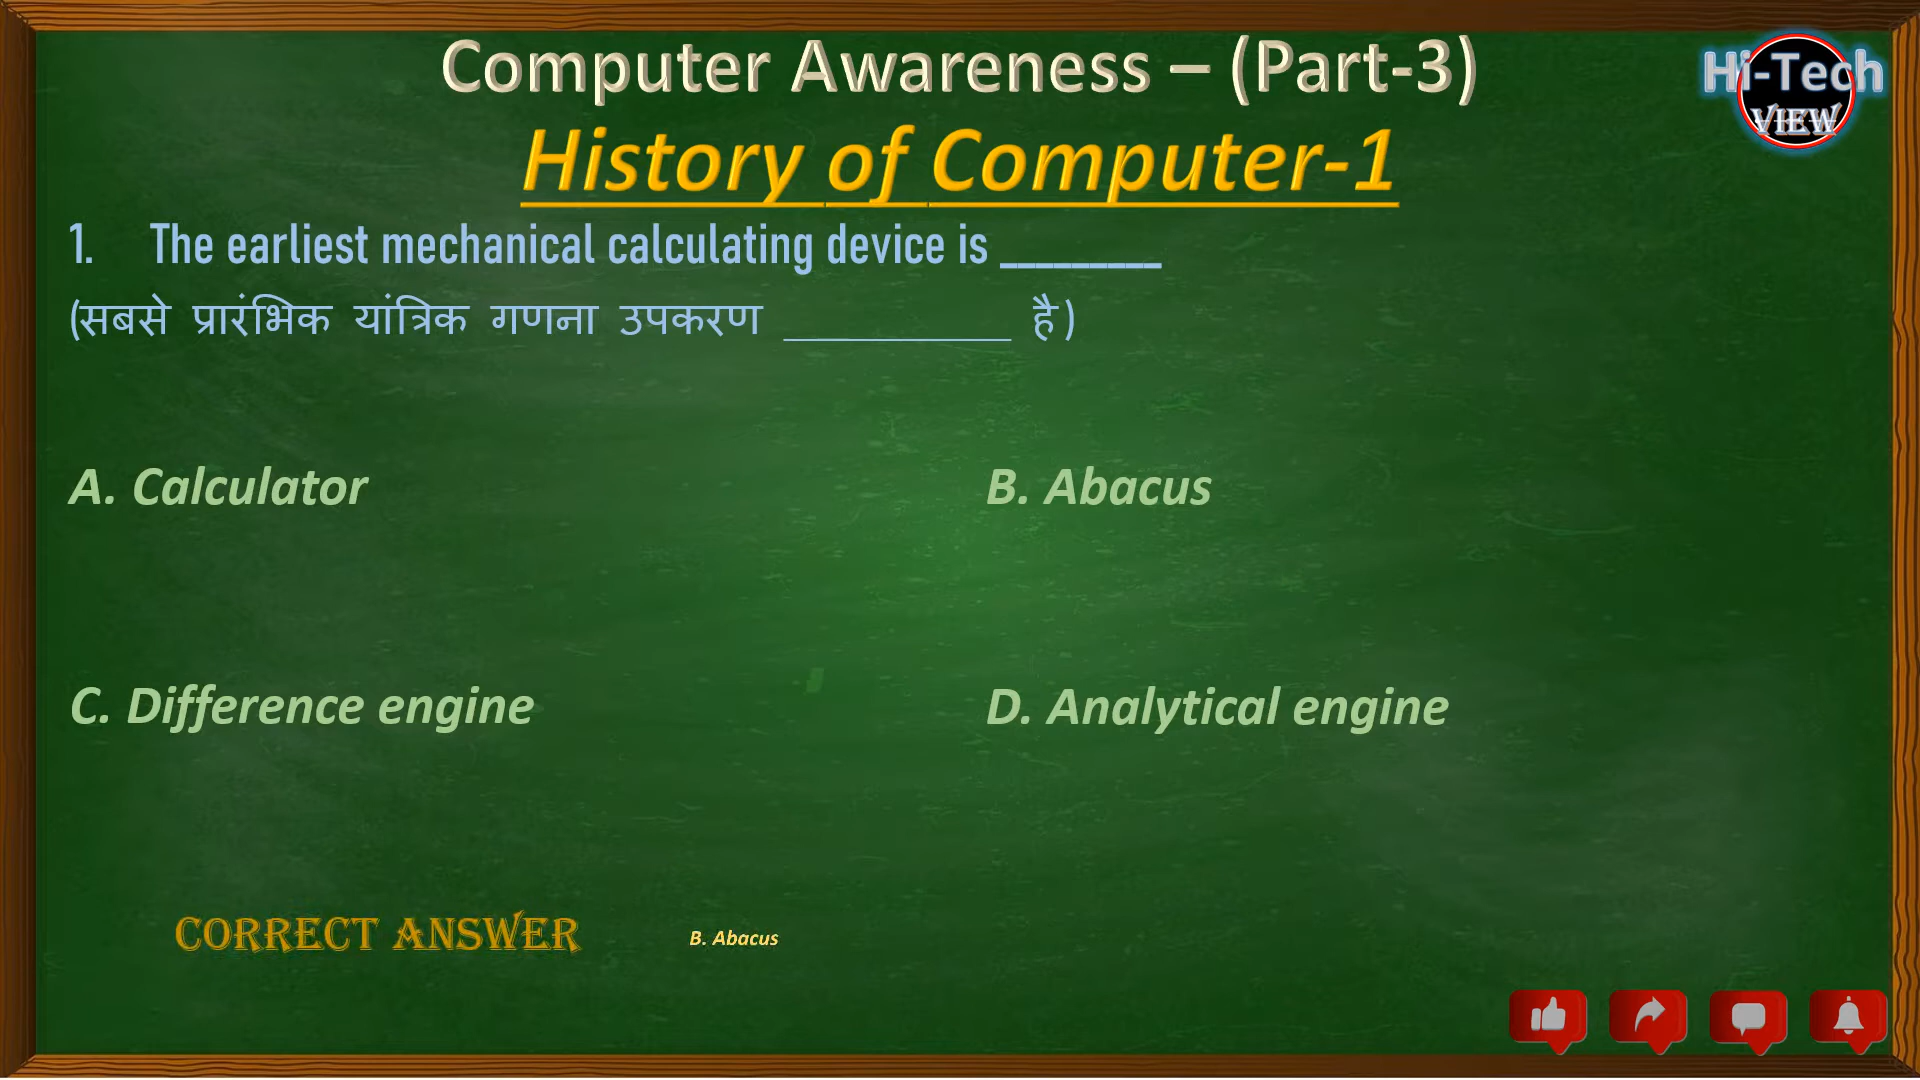 Computer Awareness – (Part-3)
Hi-Tech
VIEW
History of Computer-1
1. The earliest mechanical calculating device is _________
(सबसे प्रारंभिक यांत्रिक गणना उपकरण __________ है)
A. Calculator
B. Abacus
C. Difference engine
D. Analytical engine
CORRECT ANSWER
B. Abacus